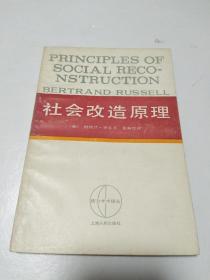 PRINCIPLES OF
SOCIAL RECO-
NSTRUCTION
BERTRAND RUSSELL
社会改造原理
上海人民出版社